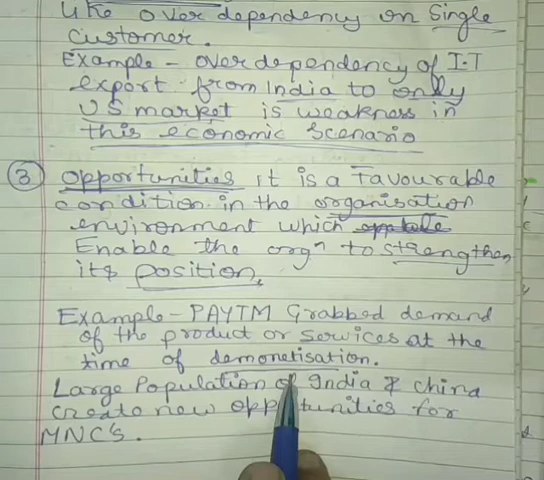 like over dependency on Single
Customer.
Example - over dependency of I.T
export from India to only
US market is weakness in
this economic scenario
③ Opportunities It is a Favourable
condition in the organisation
environment which
Enable the orgn to strengthen
its position.
Example - PAYTM Grabbed demand
of the product or services at the
time of demonetisation.
Large Population of India & China
Create new opportunities for
MNCS.